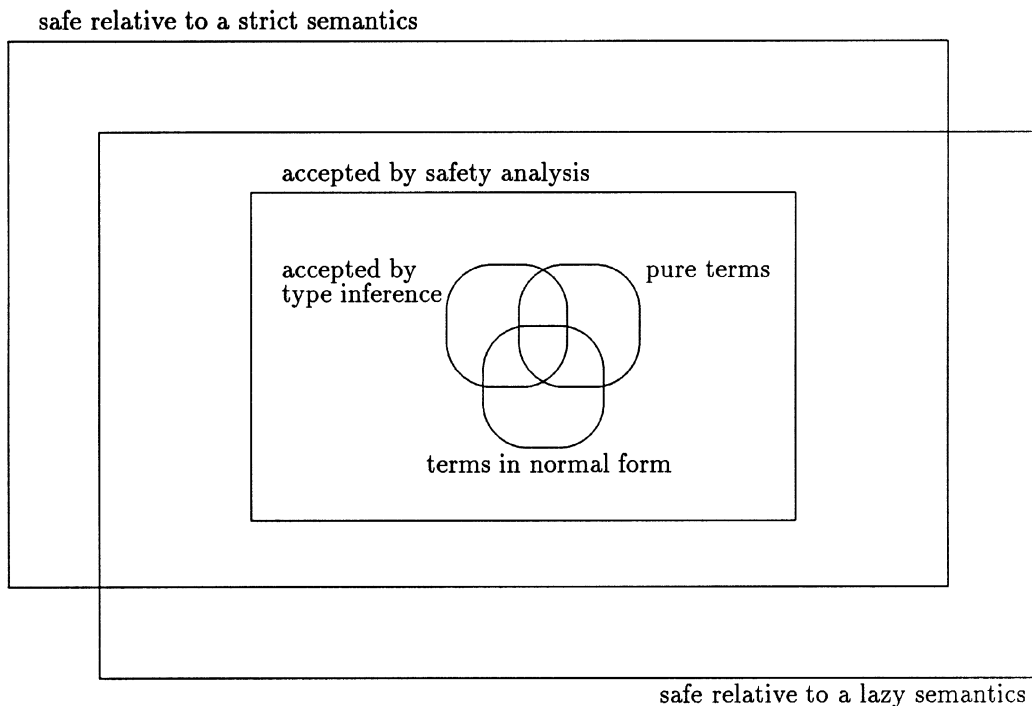 safe relative to a strict semantics
accepted by safety analysis
accepted by
type inference
pure terms
terms in normal form
safe relative to a lazy semantics